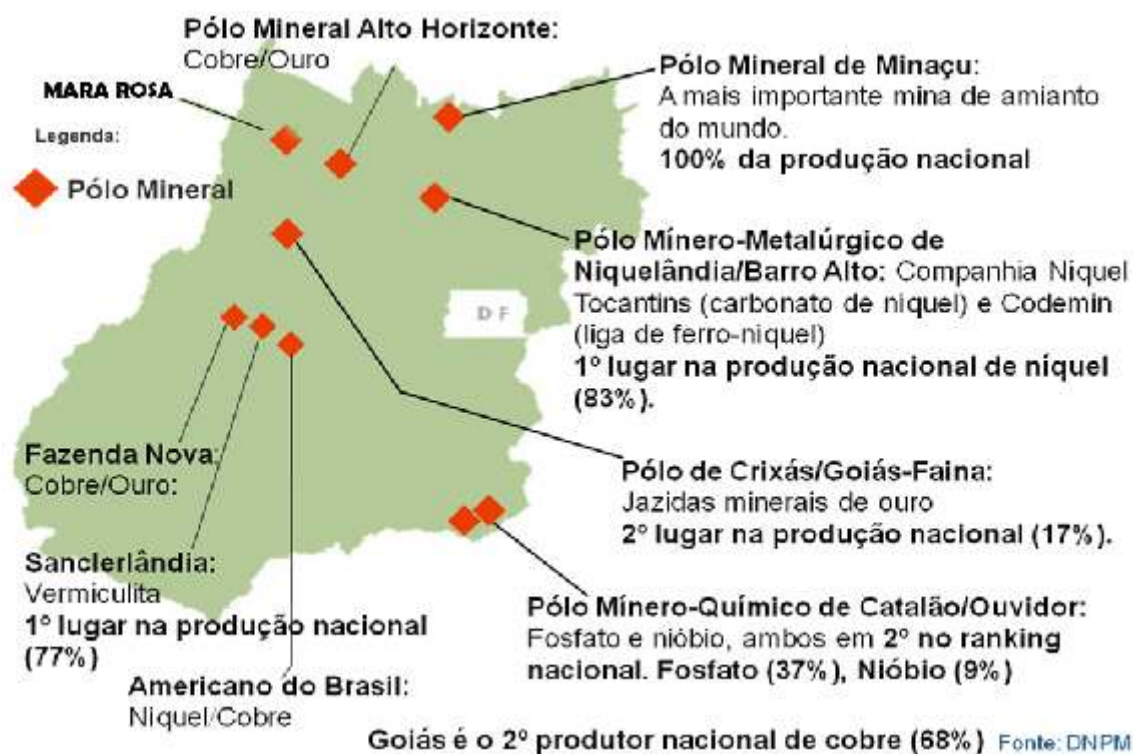 Pólo Mineral Alto Horizonte:
Cobre/Ouro
MARA ROSA
Legenda:
Pólo Mineral
Pólo Mineral de Minaçu:
A mais importante mina de amianto
do mundo.
100% da produção nacional
Pólo Mínero-Metalúrgico de
Niquelândia/Barro Alto: Companhia Niquel
Tocantins (carbonato de niquel) e Codemin
(liga de ferro-niquel)
1º lugar na produção nacional de níquel
(83%).
D F
Fazenda Nova:
Cobre/Ouro:
Pólo de Crixás/Goiás-Faina:
Jazidas minerais de ouro
2º lugar na produção nacional (17%).
Sanclerlândia:
Vermiculita
1º lugar na produção nacional
(77%)
Pólo Mínero-Químico de Catalão/Ouvidor:
Fosfato e nióbio, ambos em 2º no ranking
nacional. Fosfato (37%), Nióbio (9%)
Americano do Brasil:
Niquel/Cobre
Goiás é o 2º produtor nacional de cobre (68%) Fonte: DNPM